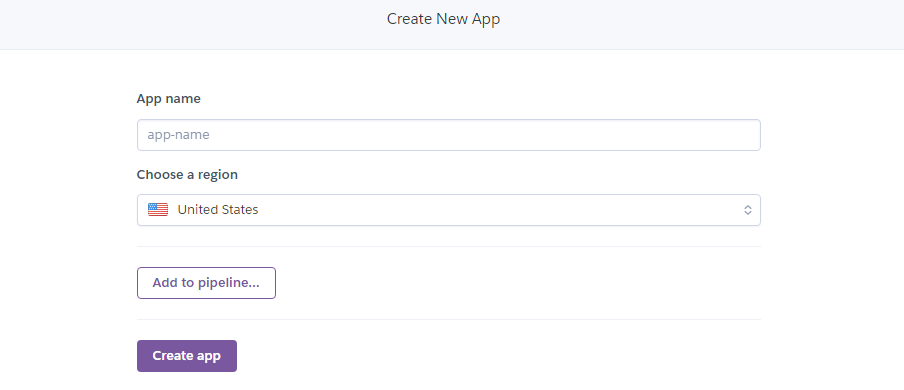 Create New App
App name
app-name
Choose a region
United States
Add to pipeline...
Create app